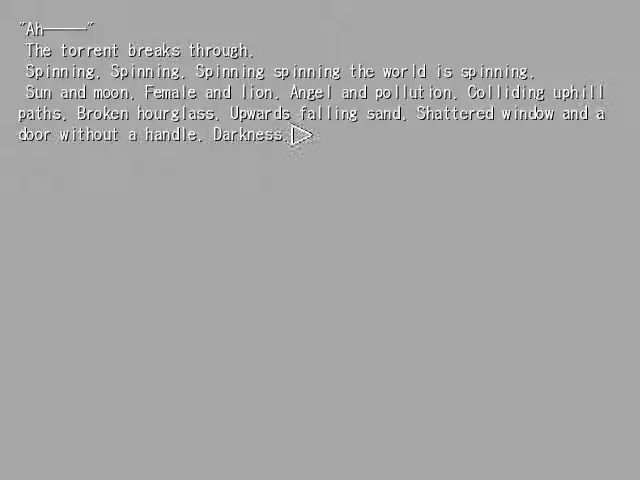 "Ah─────"
The torrent breaks through.
Spinning. Spinning. Spinning spinning the world is spinning.
Sun and moon. Female and lion. Angel and pollution. Colliding uphill
paths. Broken hourglass. Upwards falling sand. Shattered window and a
door without a handle. Darkness